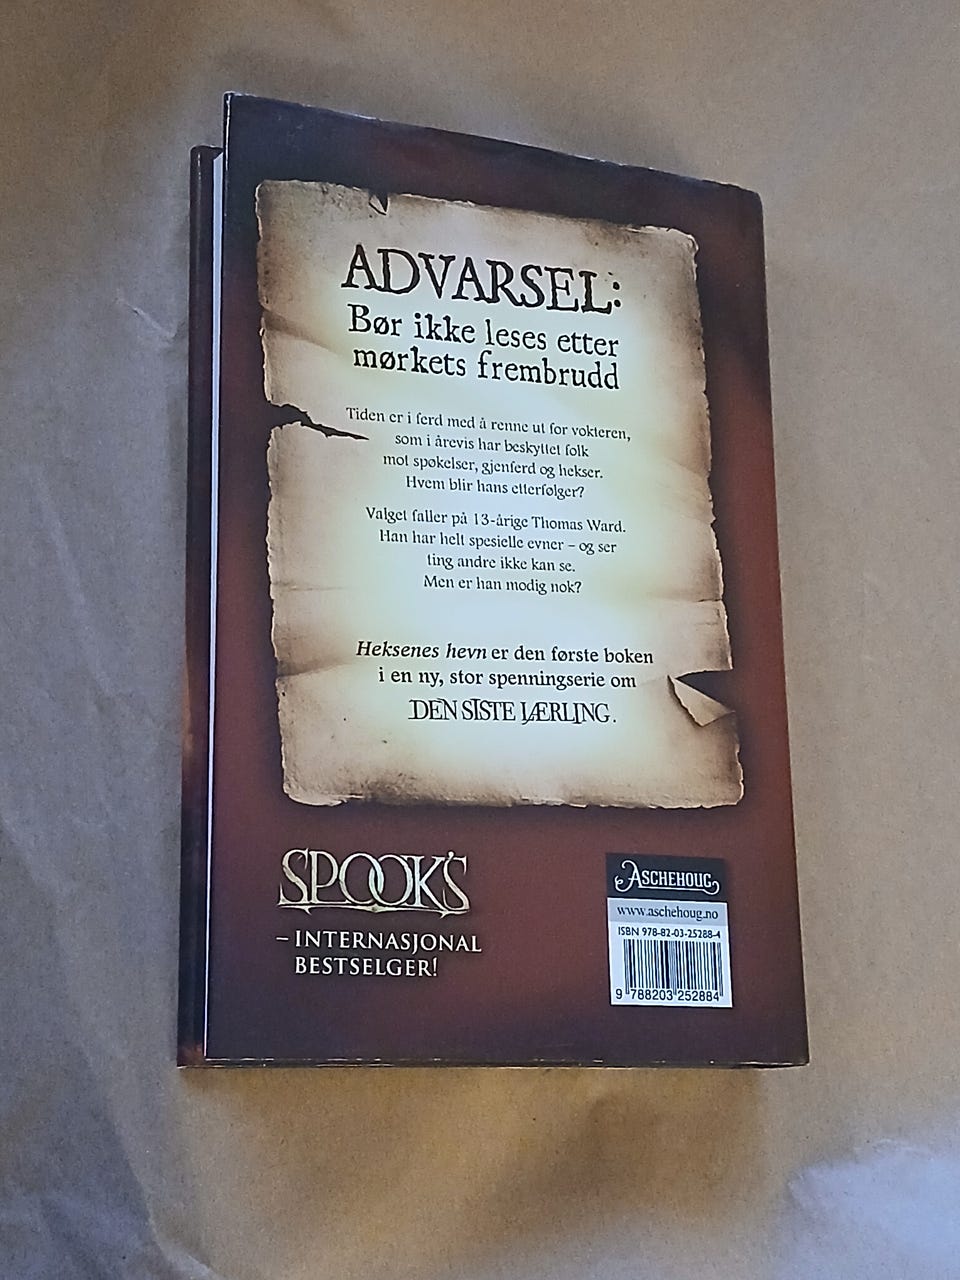 ADVARSEL:
Bør ikke leses etter
mørkets frembrudd
Tiden er i ferd med å renne ut for vokteren,
som i årevis har beskyttet folk
mot spøkelser, gjenferd og hekser.
Hvem blir hans etterfølger?
Valget faller på 13-årige Thomas Ward.
Han har helt spesielle evner – og ser
ting andre ikke kan se.
Men er han modig nok?
Heksenes hevn er den første boken
i en ny, stor spenningserie om
DEN SISTE LÆRLING.
SPOOK'S
– INTERNASJONAL
BESTSELGER!
ASCHEHOUG
www.aschehoug.no
ISBN 978-82-03-25288-4
9 788203 252884